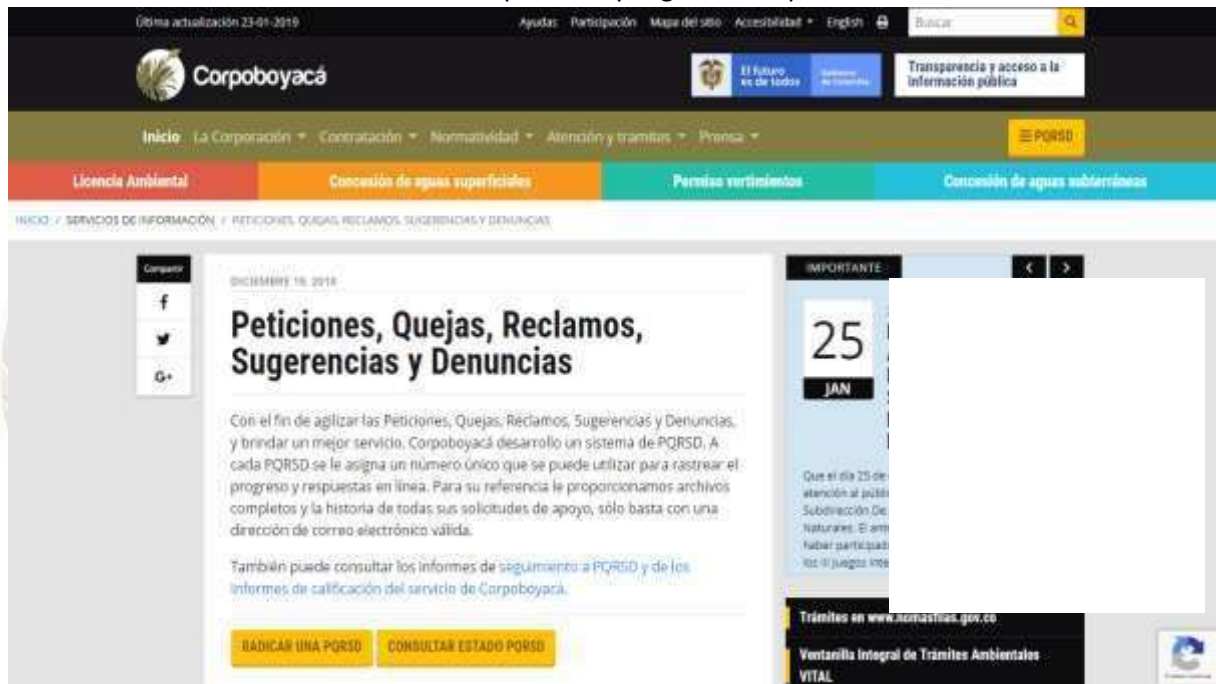 Última actualización 23-01-2019
Ayudas Participación Mapa del sitio Accesibilidad English Buscar
Corpoboyacá
El futuro
es de todos
Transparencia y acceso a la
información pública
Inicio La Corporación Contratación Normatividad Atención y tramites Prensa
PQRSD
Licencia Ambiental Concesión de aguas superficiales Permiso vertimientos Concesión de aguas subterráneas
INICIO / SERVICIOS DE INFORMACIÓN / PETICIONES, QUEJAS, RECLAMOS, SUGERENCIAS Y DENUNCIAS
Compartir
G+
DICIEMBRE 19, 2018
Peticiones, Quejas, Reclamos,
Sugerencias y Denuncias
Con el fin de agilizar las Peticiones, Quejas, Reclamos, Sugerencias y Denuncias,
y brindar un mejor servicio. Corpoboyacá desarrollo un sistema de PQRSD. A
cada PQRSD se le asigna un número único que se puede utilizar para rastrear el
progreso y respuestas en línea. Para su referencia le proporcionamos archivos
completos y la historia de todas sus solicitudes de apoyo, sólo basta con una
dirección de correo electrónico válida.
También puede consultar los informes de seguimiento a PQRSD y de los
informes de calificación del servicio de Corpoboyacá.
RADICAR UNA PQRSD CONSULTAR ESTADO PQRSD
IMPORTANTE
25
JAN
Que el día 25 de
atención al
Subdirección De
Naturales. El
haber
los II Juegos
Trámites en www.nomasfilas.gov.co
Ventanilla Integral de Trámites Ambientales
VITAL